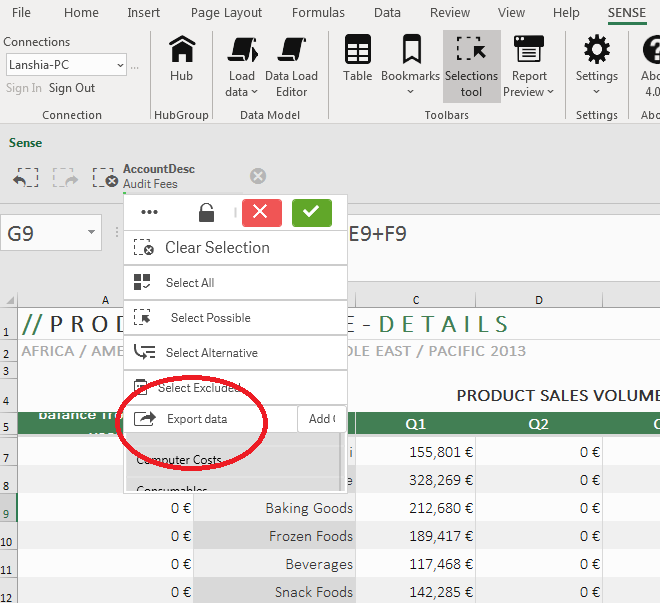 File Home Insert Page Layout Formulas Data Review View Help SENSE
Connections
Lanshia-PC ...
Sign In Sign Out
Connection
Hub
HubGroup
Load data
Data Load Editor
Data Model
Table
Bookmarks
Selections tool
Report Preview
Toolbars
Settings
Settings
Abo
4.0
Abo
Sense
AccountDesc
Audit Fees
G9
E9+F9
Clear Selection
Select All
Select Possible
Select Alternative
Select Excluded
Export data
Add
Computer Costs
Consumables
A C D
1 // P R O D E - D E T A I L S
2 AFRICA / AME DLE EAST / PACIFIC 2013
3
4 PRODUCT SALES VOLUME
5 balance Tra Q1 Q2
7 i 155,801 € 0 €
8 e 328,269 € 0 €
9 0 € Baking Goods 212,680 € 0 €
10 0 € Frozen Foods 189,417 € 0 €
11 0 € Beverages 117,468 € 0 €
12 0 € Snack Foods 142,285 € 0 €